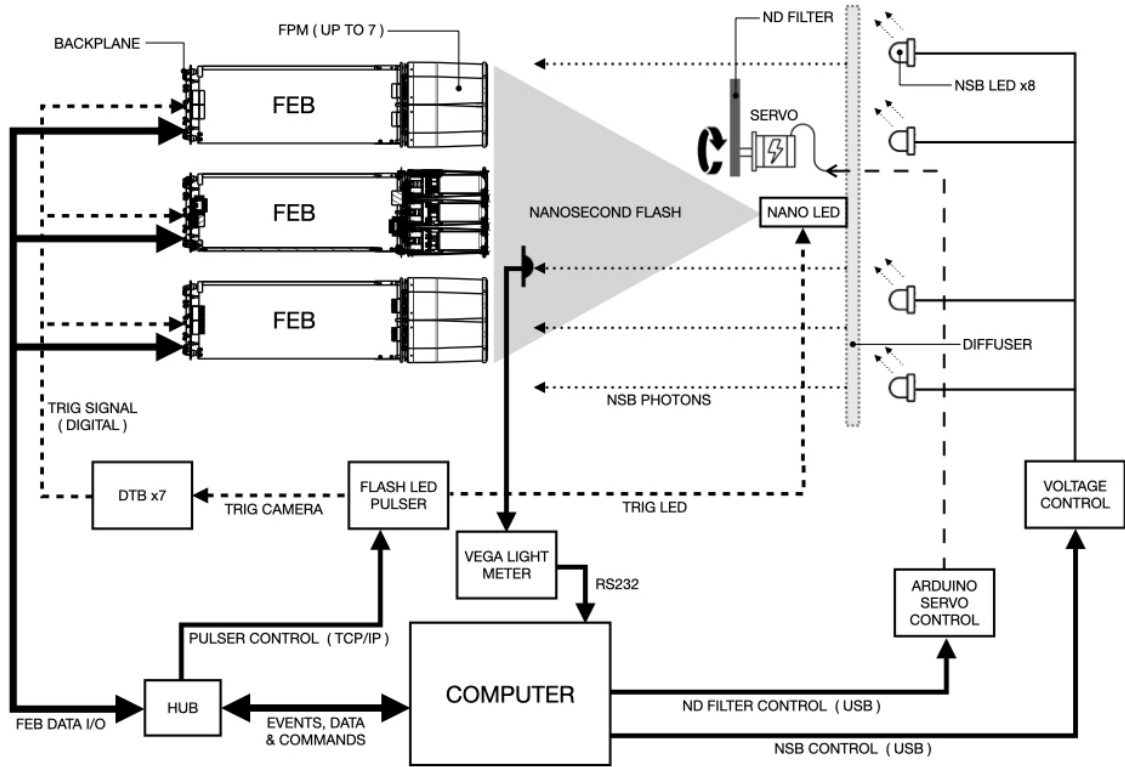 BACKPLANE
FPM ( UP TO 7 )
ND FILTER
FEB
SERVO
NSB LED x8
FEB
NANOSECOND FLASH
NANO LED
FEB
DIFFUSER
NSB PHOTONS
TRIG SIGNAL
( DIGITAL )
DTB x7
TRIG CAMERA
FLASH LED
PULSER
TRIG LED
VOLTAGE
CONTROL
VEGA LIGHT
METER
RS232
ARDUINO
SERVO
CONTROL
PULSER CONTROL ( TCP/IP )
COMPUTER
HUB
FEB DATA I/O
EVENTS, DATA
& COMMANDS
ND FILTER CONTROL ( USB )
NSB CONTROL ( USB )